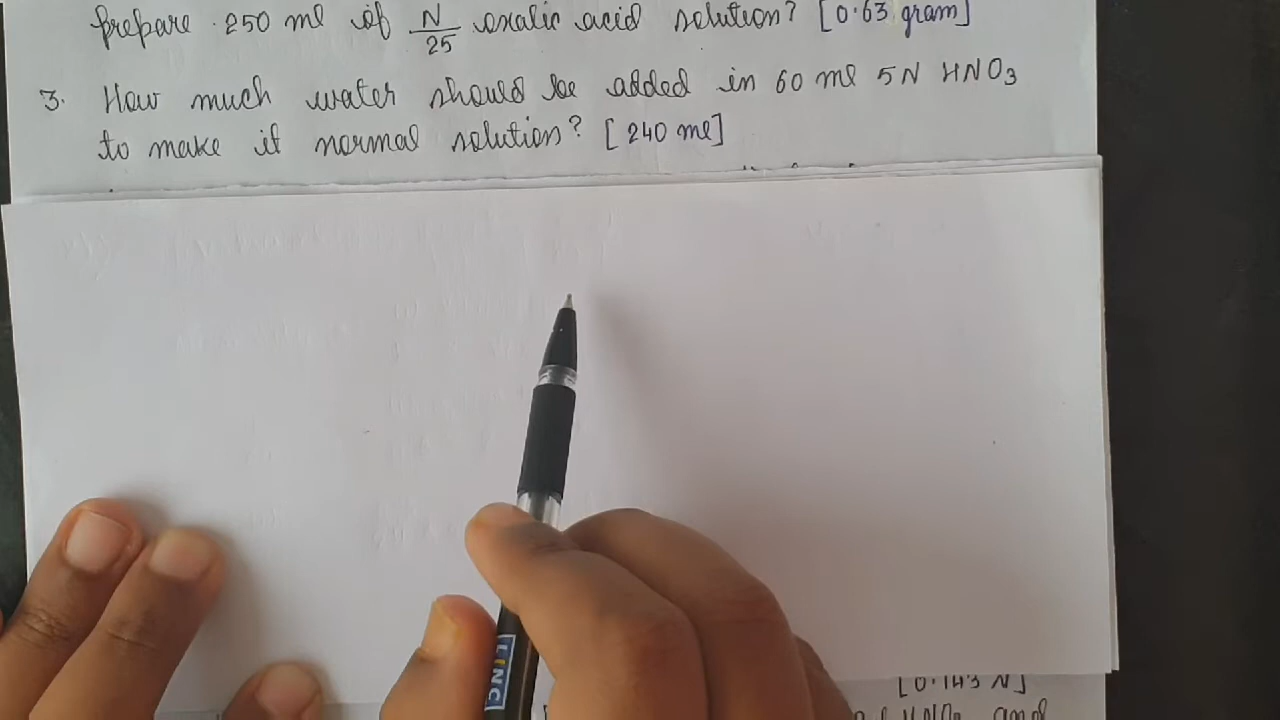 prepare 250 ml of N/25 oxalic acid solution? [0.63 gram]
3. How much water should be added in 60 ml 5N HNO3
to make it normal solution? [240 ml]
LINC
[N 0.143 N]